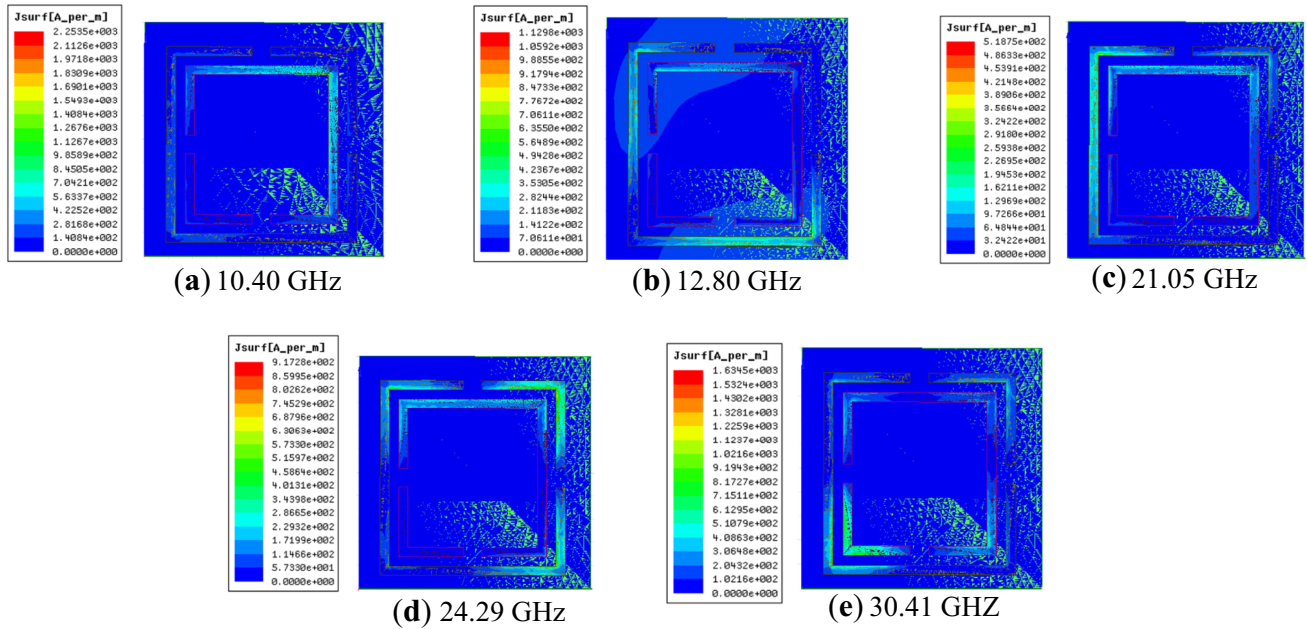 Jsurf[A_per_m]
2.2535e+003
2.1126e+003
1.9718e+003
1.8309e+003
1.6901e+003
1.5493e+003
1.4084e+003
1.2676e+003
1.1267e+003
9.8589e+002
8.4505e+002
7.0421e+002
5.6337e+002
4.2252e+002
2.8168e+002
1.4084e+002
0.0000e+000
(a) 10.40 GHz
Jsurf[A_per_m]
1.1298e+003
1.0592e+003
9.8855e+002
9.1794e+002
8.4733e+002
7.7672e+002
7.0611e+002
6.3550e+002
5.6489e+002
4.9428e+002
4.2367e+002
3.5305e+002
2.8244e+002
2.1183e+002
1.4122e+002
7.0611e+001
0.0000e+000
(b) 12.80 GHz
Jsurf[A_per_m]
5.1875e+002
4.8633e+002
4.5391e+002
4.2148e+002
3.8906e+002
3.5664e+002
3.2422e+002
2.9180e+002
2.5938e+002
2.2695e+002
1.9453e+002
1.6211e+002
1.2969e+002
9.7266e+001
6.4844e+001
3.2422e+001
0.0000e+000
(c) 21.05 GHz
Jsurf[A_per_m]
9.1728e+002
8.5995e+002
8.0262e+002
7.4529e+002
6.8796e+002
6.3063e+002
5.7330e+002
5.1597e+002
4.5864e+002
4.0131e+002
3.4398e+002
2.8665e+002
2.2932e+002
1.7199e+002
1.1466e+002
5.7330e+001
0.0000e+000
(d) 24.29 GHz
Jsurf[A_per_m]
1.6345e+003
1.5324e+003
1.4302e+003
1.3281e+003
1.2259e+003
1.1237e+003
1.0216e+003
9.1943e+002
8.1727e+002
7.1511e+002
6.1295e+002
5.1079e+002
4.0863e+002
3.0648e+002
2.0432e+002
1.0216e+002
0.0000e+000
(e) 30.41 GHZ